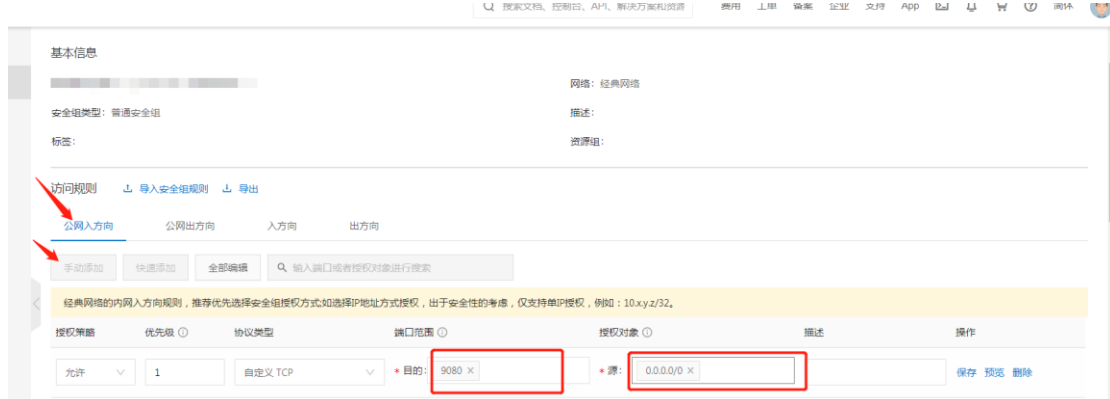 搜索文档、控制台、API、解决方案和资源 费用 工单 备案 企业 支持 App 简体
基本信息
网络：经典网络
安全组类型：普通安全组 描述：
标签： 资源组：
访问规则 导入安全组规则 导出
公网入方向 公网出方向 入方向 出方向
手动添加 快速添加 全部编辑 输入端口或者授权对象进行搜索
经典网络的内网入方向规则，推荐优先选择安全组授权方式;如选择IP地址方式授权，出于安全性的考虑，仅支持单IP授权，例如：10.x.y.z/32。
授权策略 优先级 协议类型 端口范围 授权对象 描述 操作
允许 1 自定义 TCP * 目的： 9080 × * 源： 0.0.0.0/0 × 保存 预览 删除